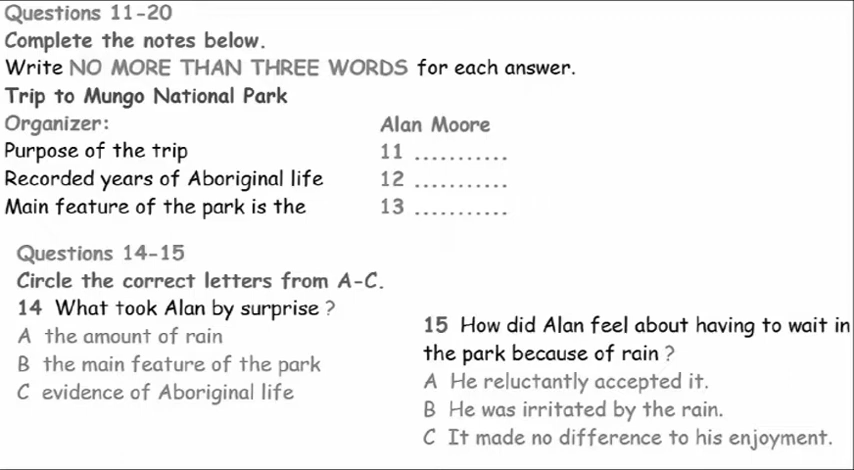 Questions 11-20
Complete the notes below.
Write NO MORE THAN THREE WORDS for each answer.
Trip to Mungo National Park
Organizer: Alan Moore
Purpose of the trip 11 ...........
Recorded years of Aboriginal life 12 ...........
Main feature of the park is the 13 ...........
Questions 14-15
Circle the correct letters from A-C.
14 What took Alan by surprise ?
A the amount of rain
B the main feature of the park
C evidence of Aboriginal life
15 How did Alan feel about having to wait in
the park because of rain ?
A He reluctantly accepted it.
B He was irritated by the rain.
C It made no difference to his enjoyment.